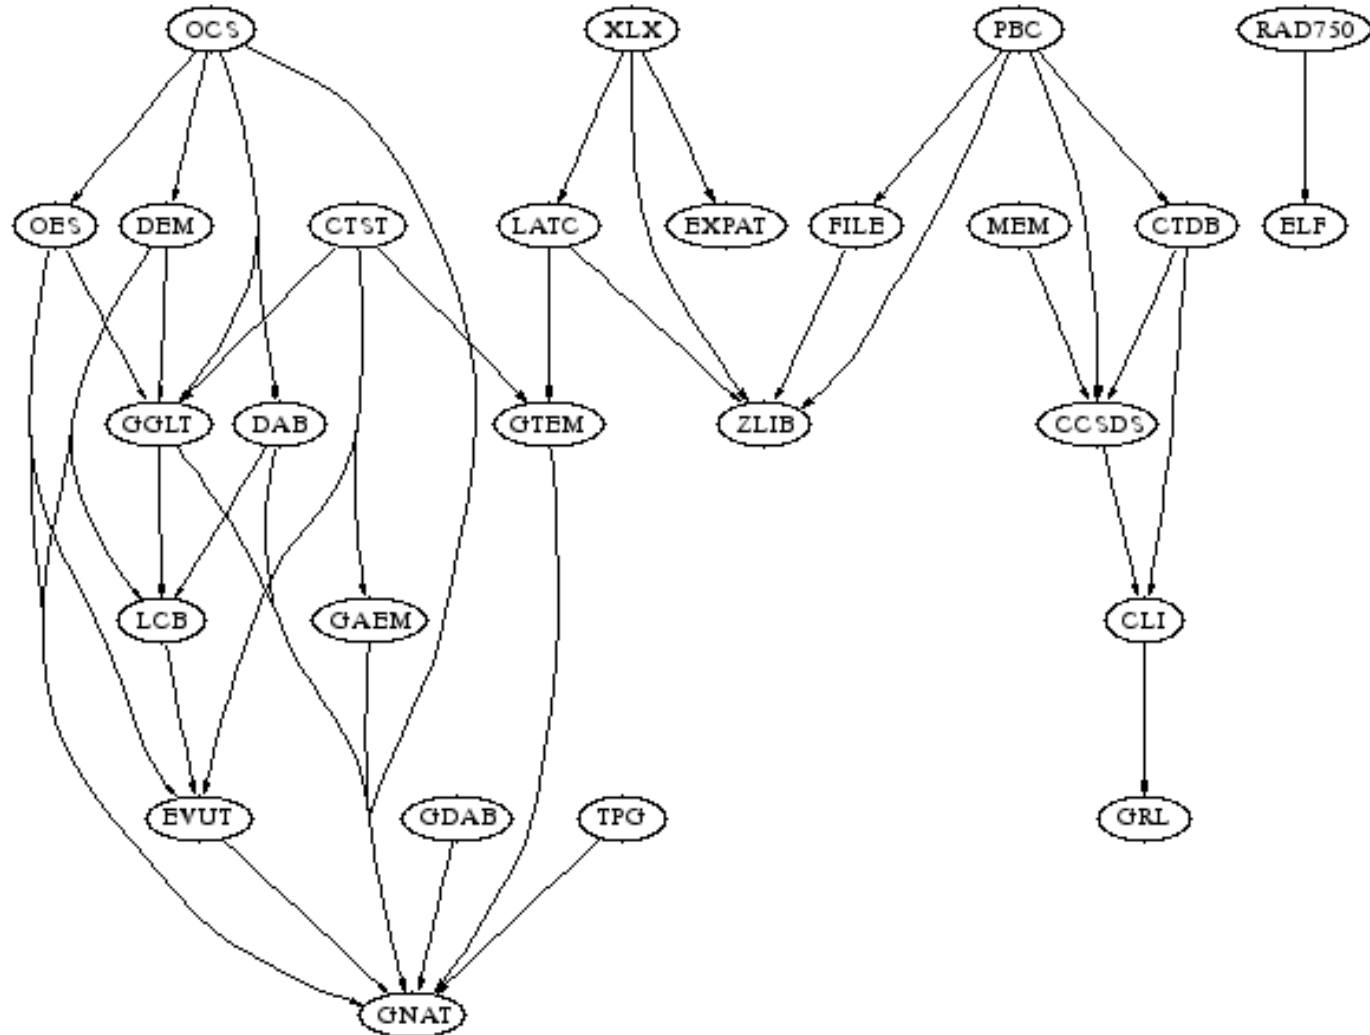 OCS XLX PBC RAD750
OES DEM CTST LATC EXPAT FILE MEM CTDB ELF
GGLT DAB GTEM ZLIB CCSDS
LCB GAEM CLI
EVUT GDAB TPG GRL
GNAT